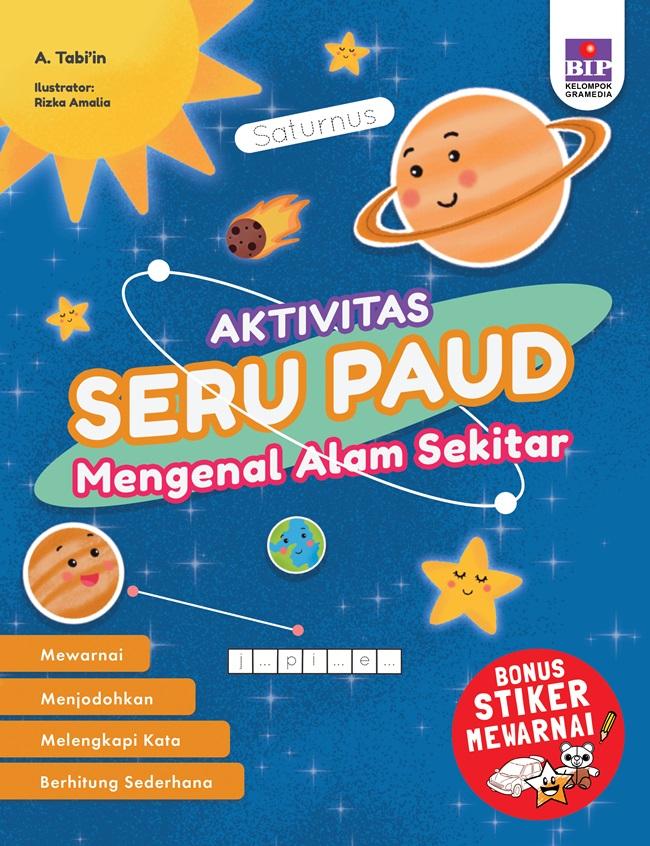 A. Tabi'in
Ilustrator:
Rizka Amalia
BIP
KELOMPOK
GRAMEDIA
Saturnus
AKTIVITAS
SERU PAUD
Mengenal Alam Sekitar
j ... p i ... e ...
Mewarnai
Menjodohkan
Melengkapi Kata
Berhitung Sederhana
BONUS
STIKER
MEWARNAI